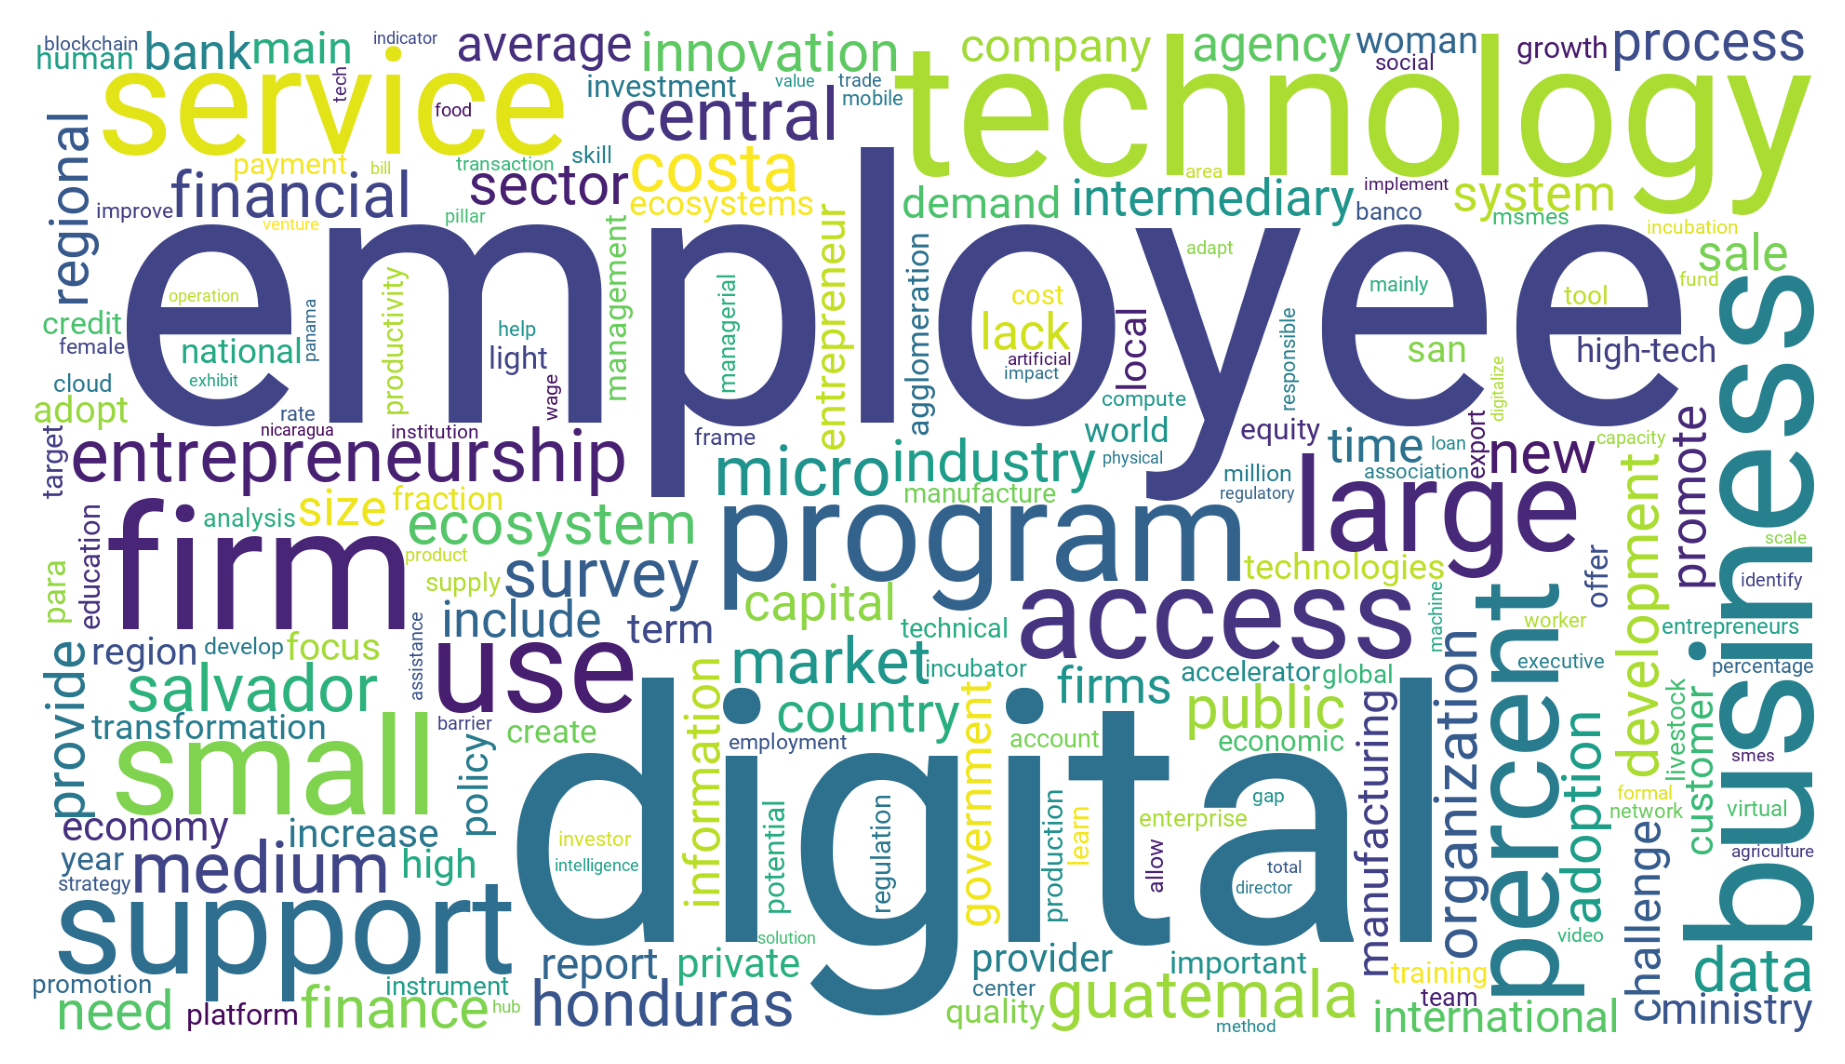 blockchain
human
bank
main
indicator
tech
average
innovation
company
agency
woman
social
growth
process
service
food
investment
value
trade
mobile
central
technology
regional
payment
bill
transaction
skill
costa
financial
sector
ecosystems
improve
venture
pillar
area
demand
intermediary
implement
system
banco
msmes
incubation
sale
employee
operation
panama
productivity
help
light
wage
management
managerial
entrepreneur
agglomeration
adapt
cost
lack
artificial
impact
local
compute
responsible
mainly
san
tool
fund
high-tech
digitalize
credit
female
national
exhibit
cloud
adopt
rate
nicaragua
institution
target
entrepreneurship
frame
micro
industry
world
physical
equity
million
regulatory
time
loan
association
export
new
capacity
promote
business
manufacture
large
size
fraction
analysis
firm
ecosystem
product
program
survey
supply
education
para
technologies
development
offer
scale
identify
capital
access
machine
percent
worker
entrepreneurs
include
term
technical
region
develop
focus
assistance
use
market
incubator
firms
accelerator
global
executive
percentage
provide
salvador
transformation
barrier
create
information
country
employment
government
account
public
economic
manufacturing
organization
adoption
livestock
customer
smes
small
policy
digital
economy
increase
investor
intelligence
potential
regulation
production
learn
enterprise
allow
gap
total
director
formal
network
virtual
agriculture
year
strategy
medium
high
challenge
support
solution
video
report
private
provider
important
training
data
promotion
instrument
center
team
need
platform
finance
hub
honduras
quality
guatemala
method
international
ministry